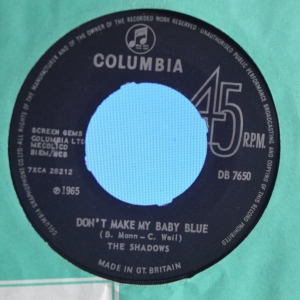 COLUMBIA
45
R.P.M.
SCREEN GEMS
COLUMBIA LTD
MECOLICO
BIEM/NCB
DB 7650
7XCA 28212
℗1965
DON'T MAKE MY BABY BLUE
(B. Mann - C. Weil)
THE SHADOWS
MADE IN GT. BRITAIN